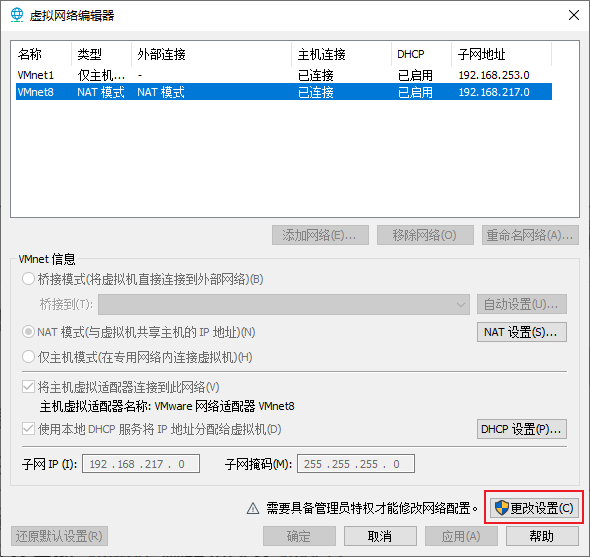 虚拟网络编辑器
名称 类型 外部连接 主机连接 DHCP 子网地址
VMnet1 仅主机... - 已连接 已启用 192.168.253.0
VMnet8 NAT 模式 NAT 模式 已连接 已启用 192.168.217.0
添加网络(E)... 移除网络(O) 重命名网络(A)...
VMnet 信息
桥接模式(将虚拟机直接连接到外部网络)(B)
桥接到(T): 自动设置(U)...
NAT 模式(与虚拟机共享主机的 IP 地址)(N) NAT 设置(S)...
仅主机模式(在专用网络内连接虚拟机)(H)
将主机虚拟适配器连接到此网络(V)
主机虚拟适配器名称: VMware 网络适配器 VMnet8
使用本地 DHCP 服务将 IP 地址分配给虚拟机(D) DHCP 设置(P)...
子网 IP (I): 192 . 168 . 217 . 0 子网掩码(M): 255 . 255 . 255 . 0
需要具备管理员特权才能修改网络配置。 更改设置(C)
还原默认设置(R) 确定 取消 应用(A) 帮助